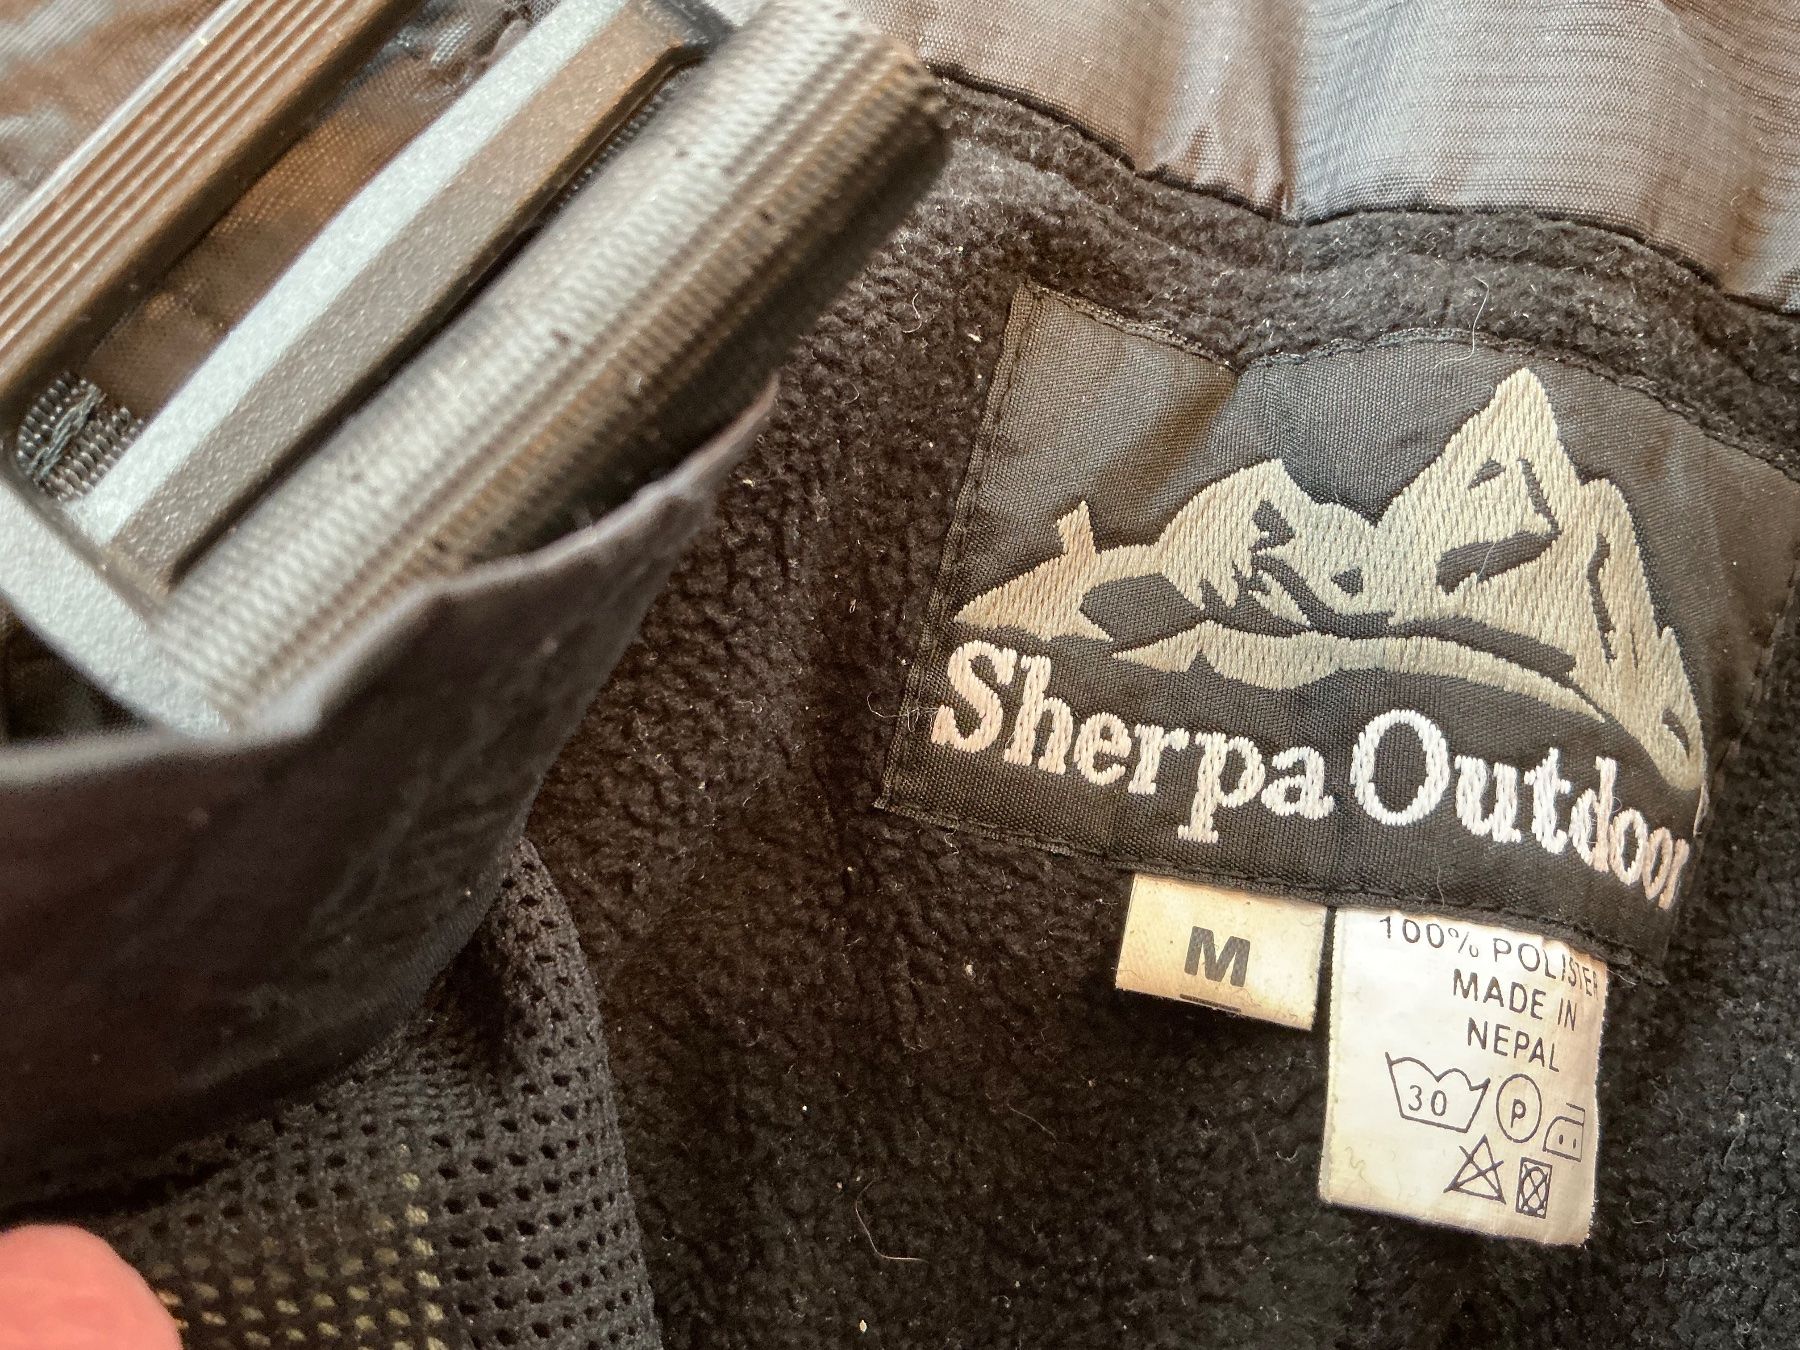 Sherpa Outdoor
M
100% POLISTER
MADE IN
NEPAL
30 P